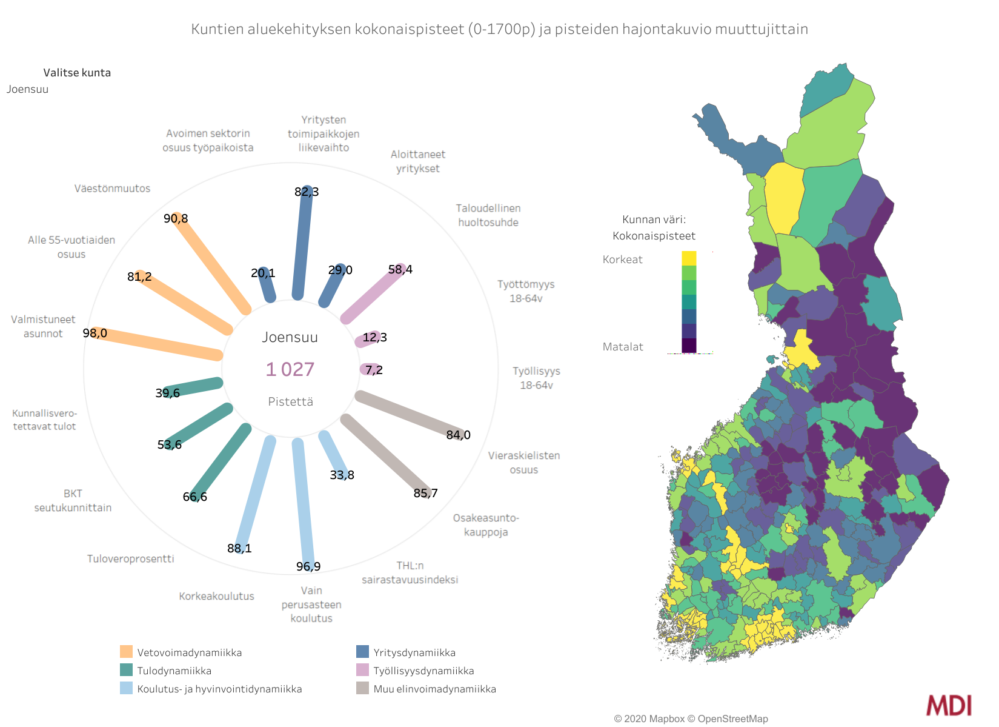 Kuntien aluekehityksen kokonaispisteet (0-1700p) ja pisteiden hajontakuvio muuttujittain
Valitse kunta
Joensuu
Yritysten
toimipaikkojen
liikevaihto
Avoimen sektorin
osuus työpaikoista
Aloittaneet
yritykset
Väestönmuutos
Taloudellinen
huoltosuhde
Alle 55-vuotiaiden
osuus
Työttömyys
18-64v
Valmistuneet
asunnot
Työllisyys
18-64v
Kunnallisvero-
tettavat tulot
Vieraskielisten
osuus
BKT
seutukunnittain
Osakeasunto-
kauppoja
Tuloveroprosentti
THL:n
sairastavuusindeksi
Korkeakoulutus
Vain
perusasteen
koulutus
82,3
90,8
20,1
29,0
58,4
81,2
98,0
12,3
7,2
39,6
53,6
66,6
84,0
85,7
33,8
88,1
96,9
Joensuu
1 027
Pistettä
Kunnan väri:
Kokonaispisteet
Korkeat
Matalat
Vetovoimadynamiikka
Tulodynamiikka
Koulutus- ja hyvinvointidynamiikka
Yritysdynamiikka
Työllisyysdynamiikka
Muu elinvoimadynamiikka
MDI
© 2020 Mapbox © OpenStreetMap